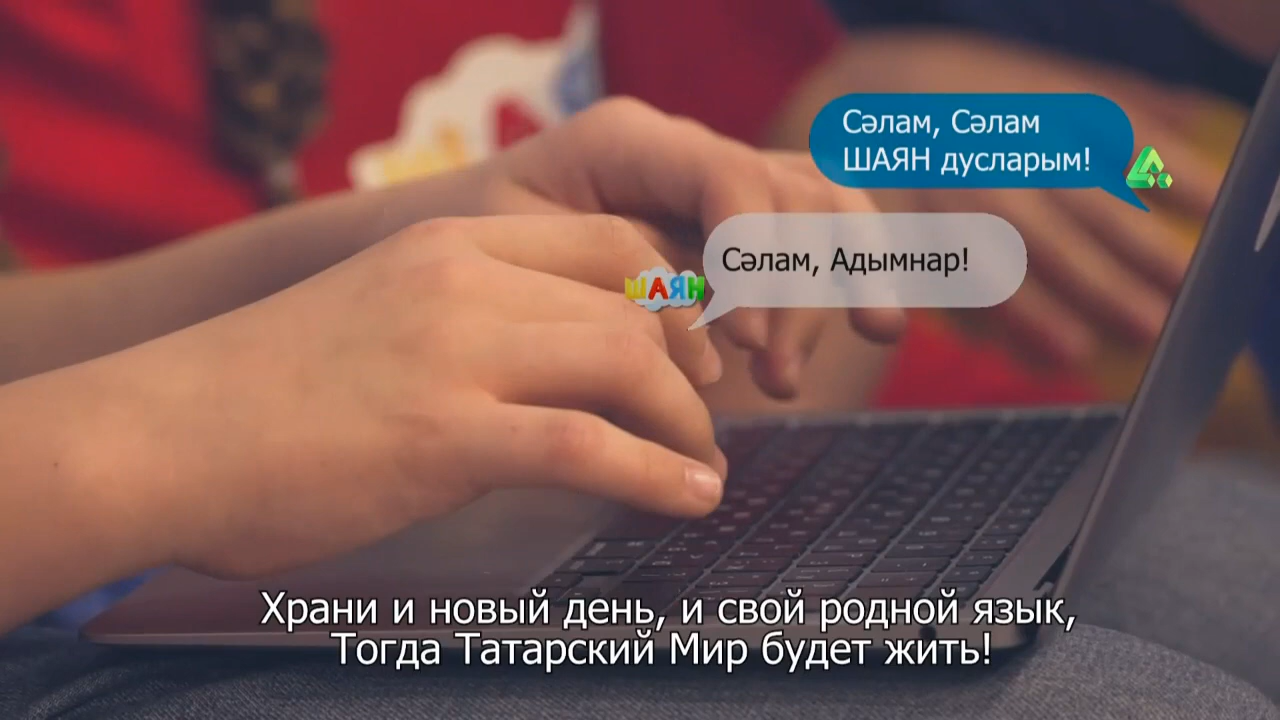 Сәлам, Сәлам
ШАЯН дусларым!
Сәлам, Адымнар!
ШАЯН
Храни и новый день, и свой родной язык,
Тогда Татарский Мир будет жить!